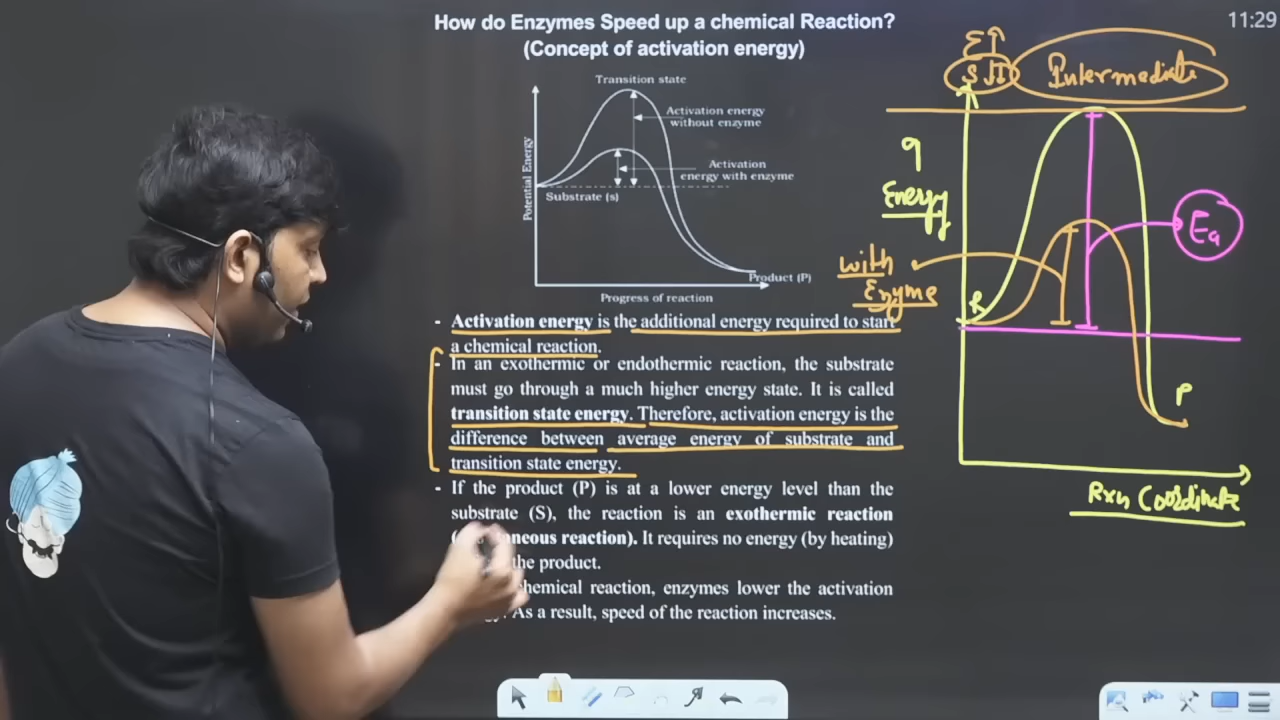 How do Enzymes Speed up a chemical Reaction?
(Concept of activation energy)
11:29
Transition state
Activation energy
without enzyme
Activation
energy with enzyme
Potential Energy
Substrate (s)
Product (P)
Progress of reaction
- Activation energy is the additional energy required to start
a chemical reaction.
- In an exothermic or endothermic reaction, the substrate
must go through a much higher energy state. It is called
transition state energy. Therefore, activation energy is the
difference between average energy of substrate and
transition state energy.
- If the product (P) is at a lower energy level than the
substrate (S), the reaction is an exothermic reaction
neous reaction). It requires no energy (by heating)
the product.
chemical reaction, enzymes lower the activation
As a result, speed of the reaction increases.
E↑
Intermediate
Energy
Ea
with
Enzyme
R
P
Rxn Coordinate